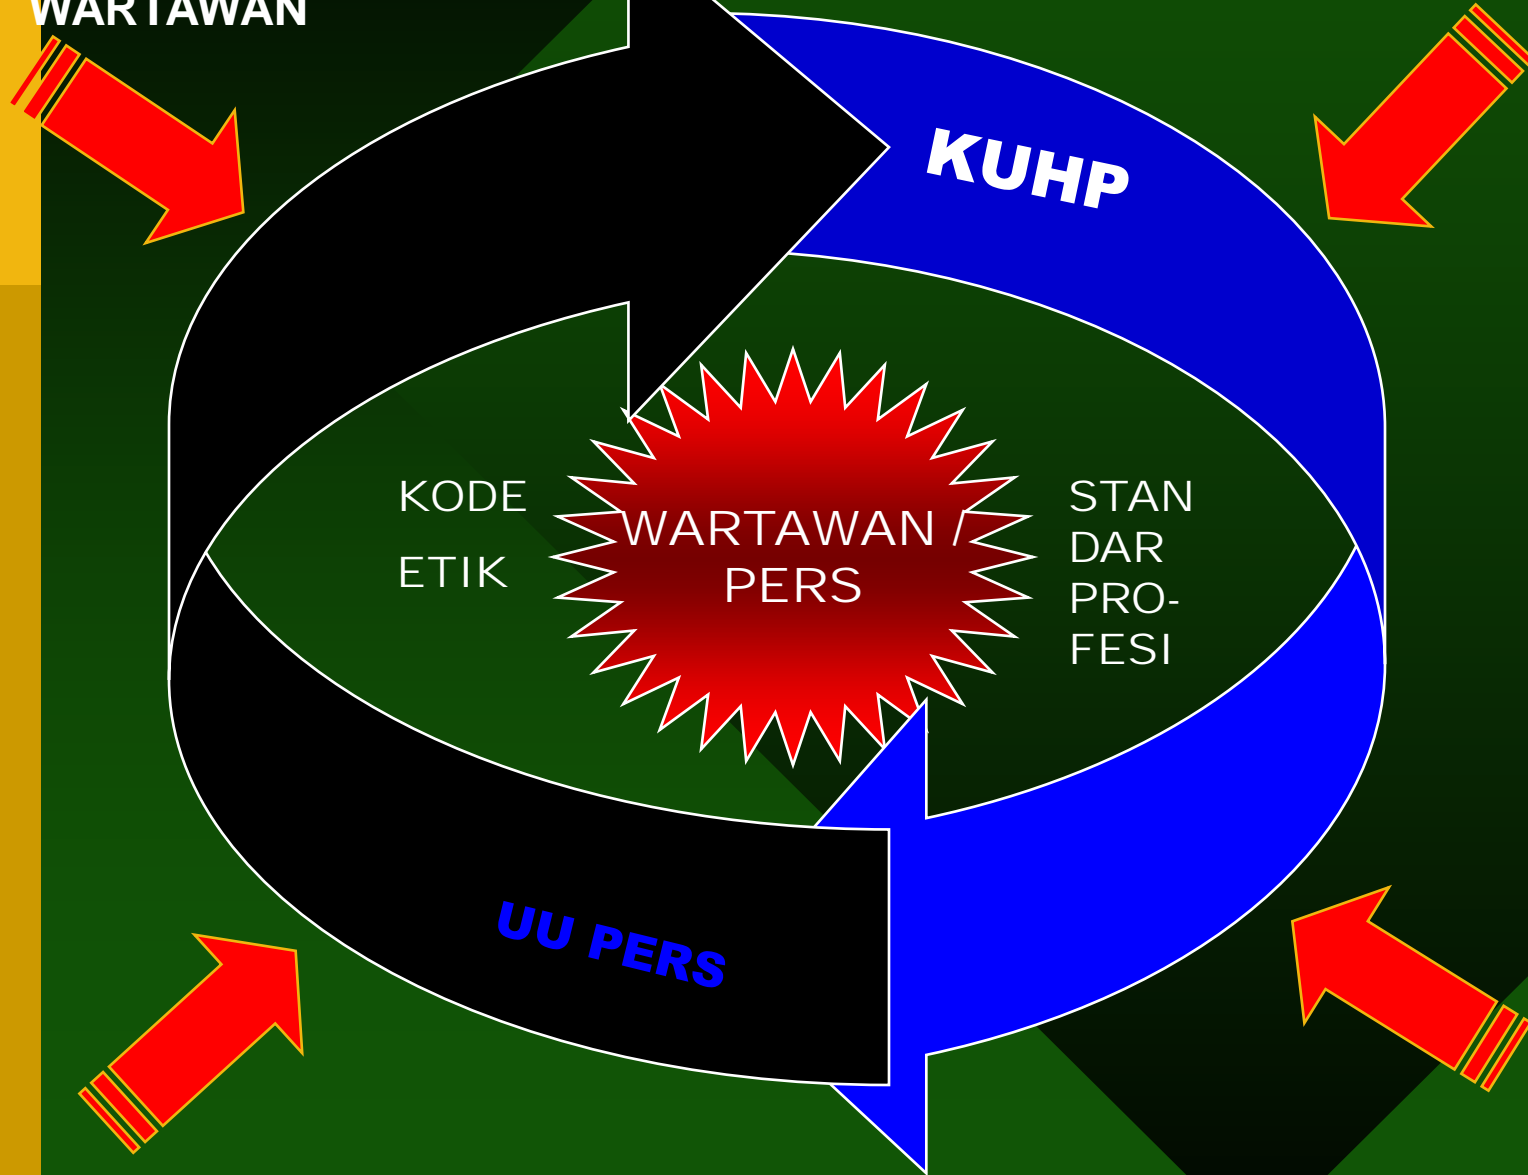 WARTAWAN
KUHP
KODE
ETIK
WARTAWAN /
PERS
STAN
DAR
PRO-
FESI
UU PERS